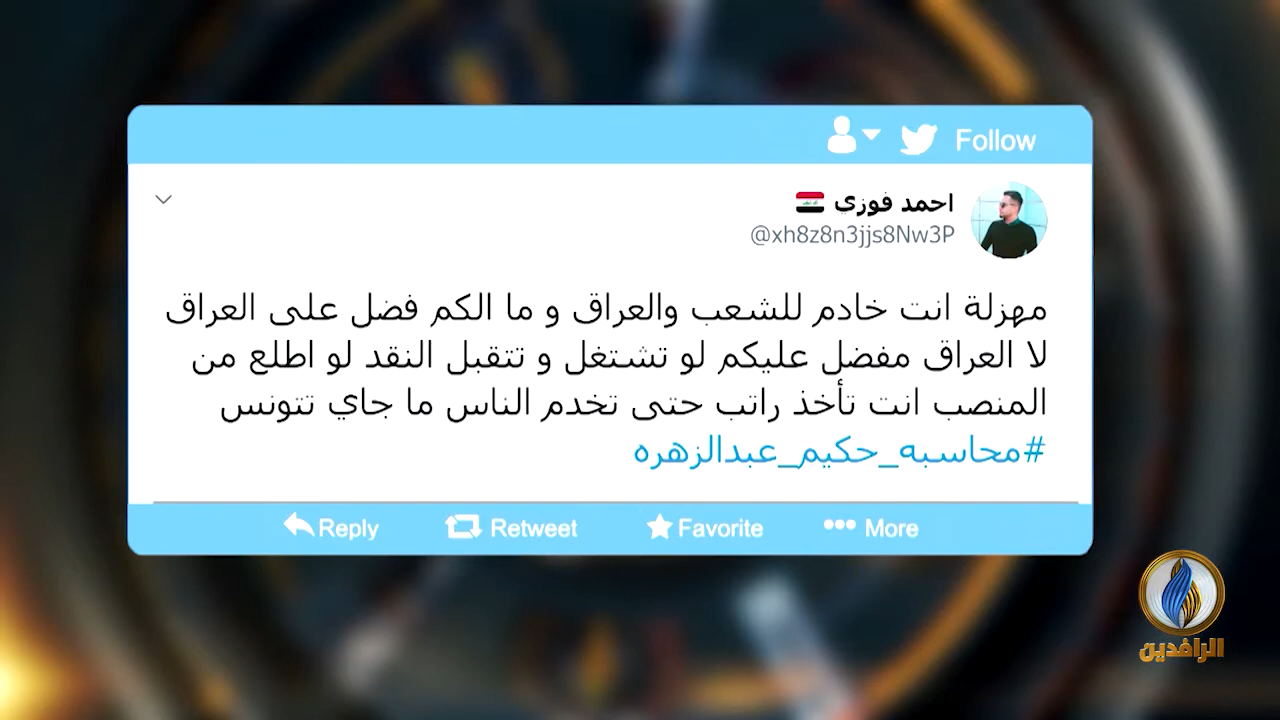 Follow
احمد فوزي
@xh8z8n3jjs8Nw3P
مهزلة انت خادم للشعب والعراق و ما الكم فضل على العراق
لا العراق مفضل عليكم لو تشتغل و تتقبل النقد لو اطلع من
المنصب انت تأخذ راتب حتى تخدم الناس ما جاي تتونس
#محاسبه_حكيم_عبدالزهره
Reply Retweet Favorite More
الرافدين